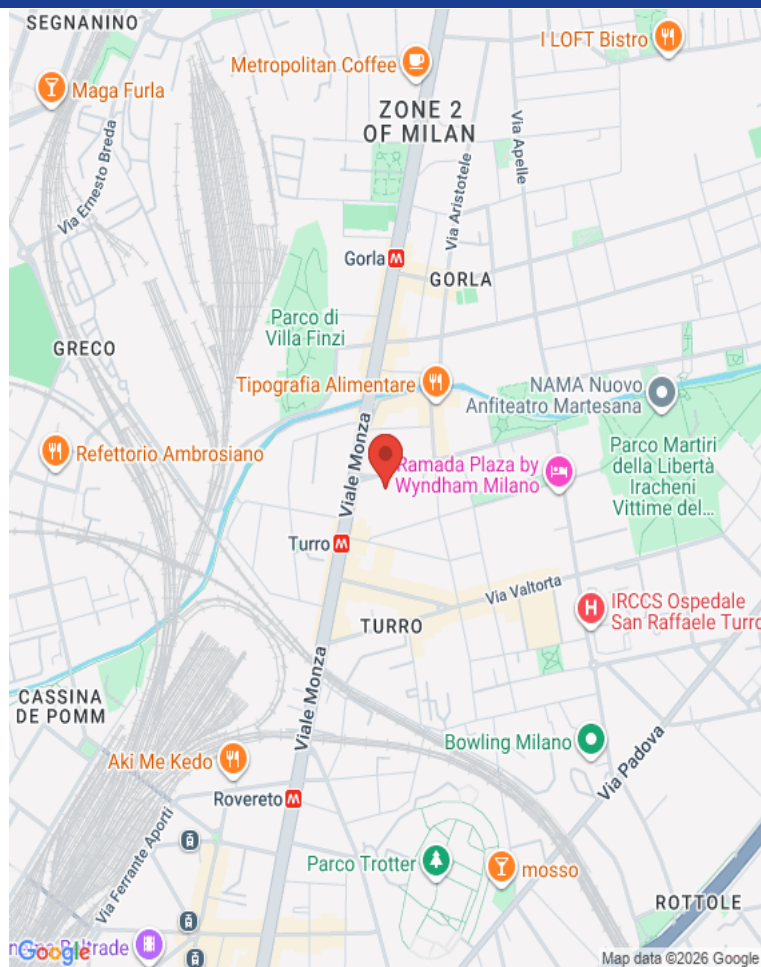 SEGNANINO
I LOFT Bistro
Metropolitan Coffee
Maga Furla
ZONE 2
OF MILAN
Via Apelle
Via Ernesto Breda
Via Aristotele
Gorla
GORLA
Parco di
Villa Finzi
GRECO
Tipografia Alimentare
NAMA Nuovo
Anfiteatro Martesana
Viale Monza
Refettorio Ambrosiano
Ramada Plaza by
Wyndham Milano
Parco Martiri
della Libertà
Iracheni
Vittime del...
Turro
Via Valtorta
IRCCS Ospedale
San Raffaele Turro
H
TURRO
CASSINA
DE POMM
Viale Monza
Bowling Milano
Aki Me Kedo
Via Padova
Rovereto
Via Ferrante Aporti
Parco Trotter
mosso
ROTTOLE
Beltrade
Google
Map data ©2026 Google